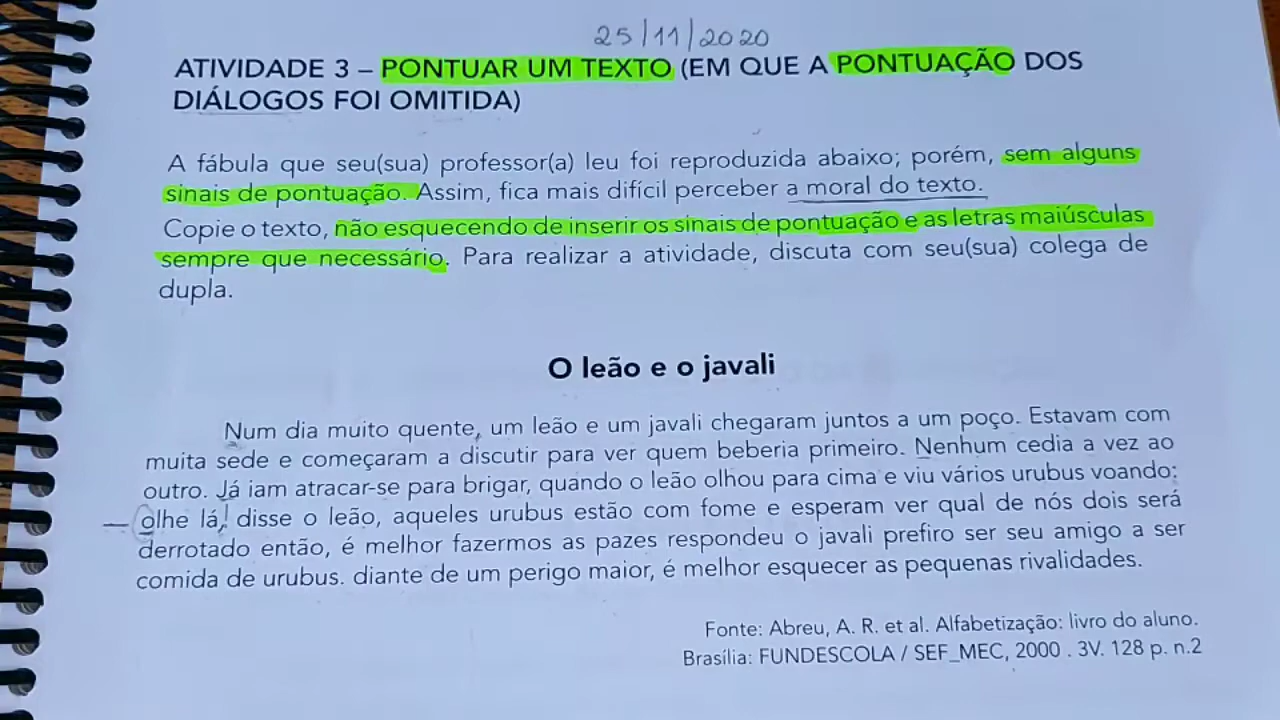 25/11/2020
ATIVIDADE 3 – PONTUAR UM TEXTO (EM QUE A PONTUAÇÃO DOS
DIÁLOGOS FOI OMITIDA)
A fábula que seu(sua) professor(a) leu foi reproduzida abaixo; porém, sem alguns
sinais de pontuação. Assim, fica mais difícil perceber a moral do texto.
Copie o texto, não esquecendo de inserir os sinais de pontuação e as letras maiúsculas
sempre que necessário. Para realizar a atividade, discuta com seu(sua) colega de
dupla.
O leão e o javali
Num dia muito quente, um leão e um javali chegaram juntos a um poço. Estavam com
muita sede e começaram a discutir para ver quem beberia primeiro. Nenhum cedia a vez ao
outro. Já iam atracar-se para brigar, quando o leão olhou para cima e viu vários urubus voando:
— olhe lá! disse o leão, aqueles urubus estão com fome e esperam ver qual de nós dois será
derrotado então, é melhor fazermos as pazes respondeu o javali prefiro ser seu amigo a ser
comida de urubus. diante de um perigo maior, é melhor esquecer as pequenas rivalidades.
Fonte: Abreu, A. R. et al. Alfabetização: livro do aluno.
Brasília: FUNDESCOLA / SEF_MEC, 2000 . 3V. 128 p. n.2